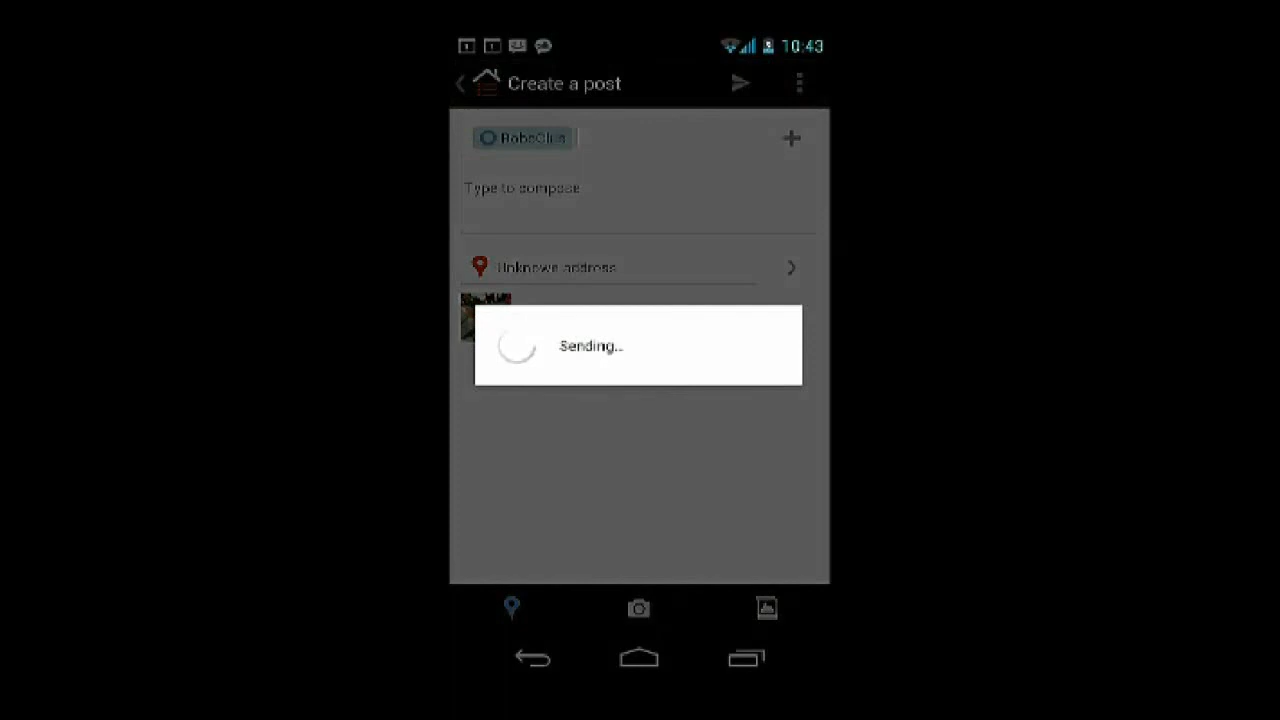 10:43
Create a post
Type to compose
Unknown address
Sending...